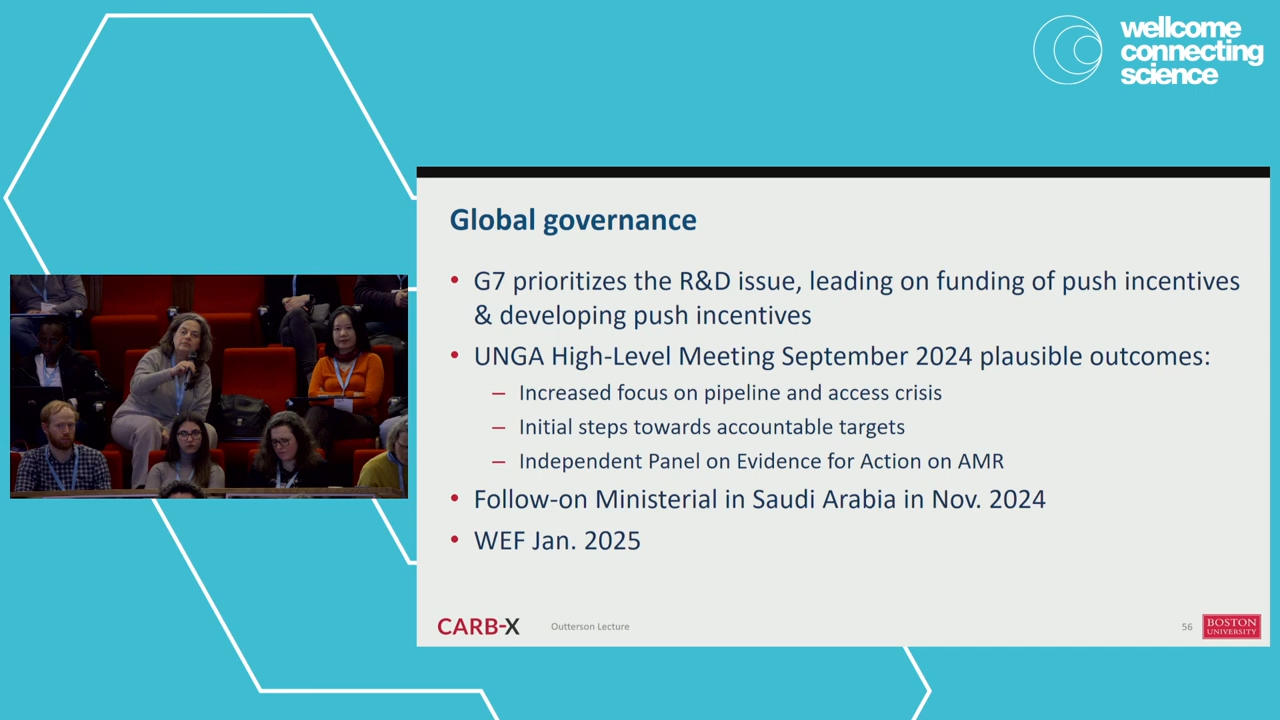 wellcome
connecting
science
Global governance
• G7 prioritizes the R&D issue, leading on funding of push incentives
& developing push incentives
• UNGA High-Level Meeting September 2024 plausible outcomes:
– Increased focus on pipeline and access crisis
– Initial steps towards accountable targets
– Independent Panel on Evidence for Action on AMR
• Follow-on Ministerial in Saudi Arabia in Nov. 2024
• WEF Jan. 2025
CARB-X
Outterson Lecture
56
BOSTON
UNIVERSITY